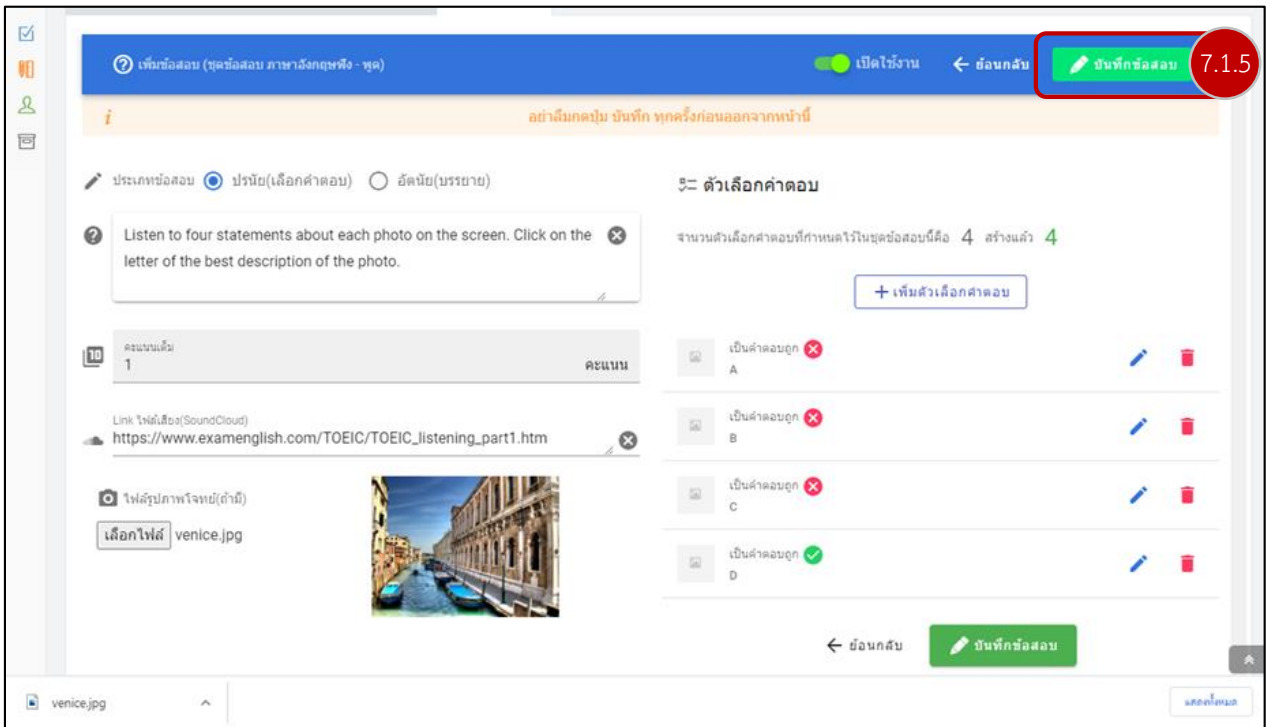 เพิ่มข้อสอบ (ชุดข้อสอบ ภาษาอังกฤษฟัง - พูด)
เปิดใช้งาน
ย้อนกลับ
บันทึกข้อสอบ
7.1.5
i
อย่าลืมกดปุ่ม บันทึก ทุกครั้งก่อนออกจากหน้านี้
ประเภทข้อสอบ ปรนัย(เลือกคำตอบ) อัตนัย(บรรยาย)
Listen to four statements about each photo on the screen. Click on the
letter of the best description of the photo.
10
คะแนนเต็ม
1 คะแนน
Link ไฟล์เสียง(SoundCloud)
https://www.examenglish.com/TOEIC/TOEIC_listening_part1.htm
ไฟล์รูปภาพโจทย์(ถ้ามี)
เลือกไฟล์ venice.jpg
ตัวเลือกคำตอบ
จำนวนตัวเลือกคำตอบที่กำหนดไว้ในชุดข้อสอบนี้คือ 4 สร้างแล้ว 4
+ เพิ่มตัวเลือกคำตอบ
เป็นคำตอบถูก
A
เป็นคำตอบถูก
B
เป็นคำตอบถูก
C
เป็นคำตอบถูก
D
ย้อนกลับ
บันทึกข้อสอบ
venice.jpg
แสดงทั้งหมด